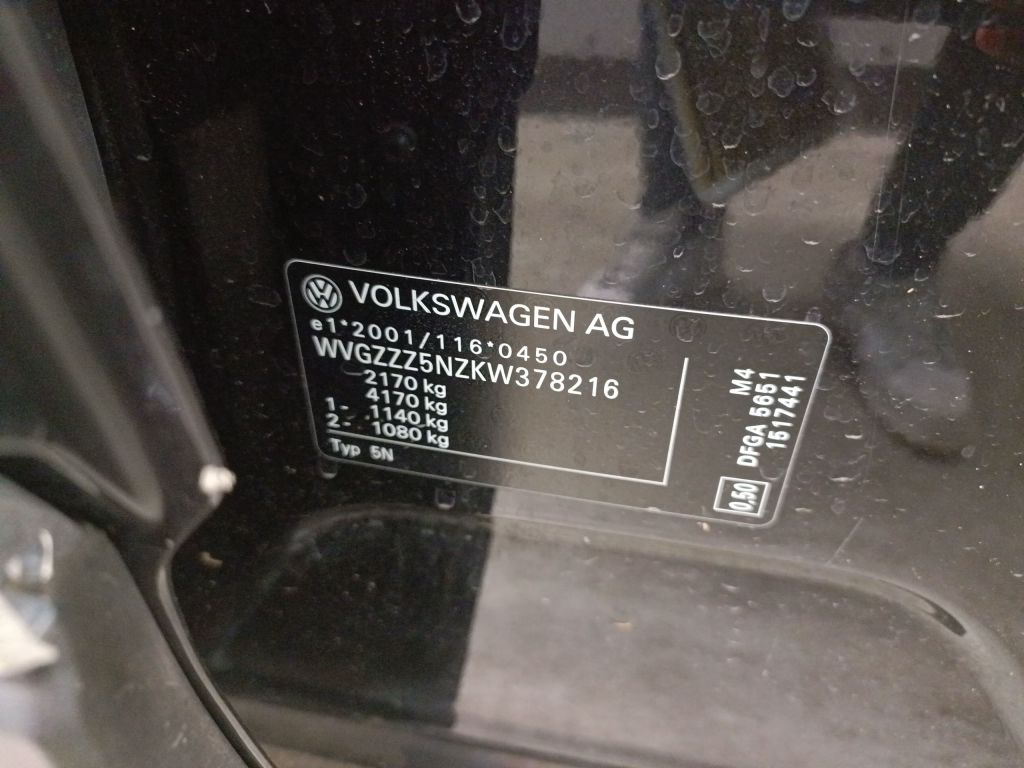 VOLKSWAGEN AG
e1*2001/116*0450
WVGZZZ5NZKW378216
2170 kg
4170 kg
1- 1140 kg
2- 1080 kg
Typ 5N
M4
DFGA 5651
1517441
0,50